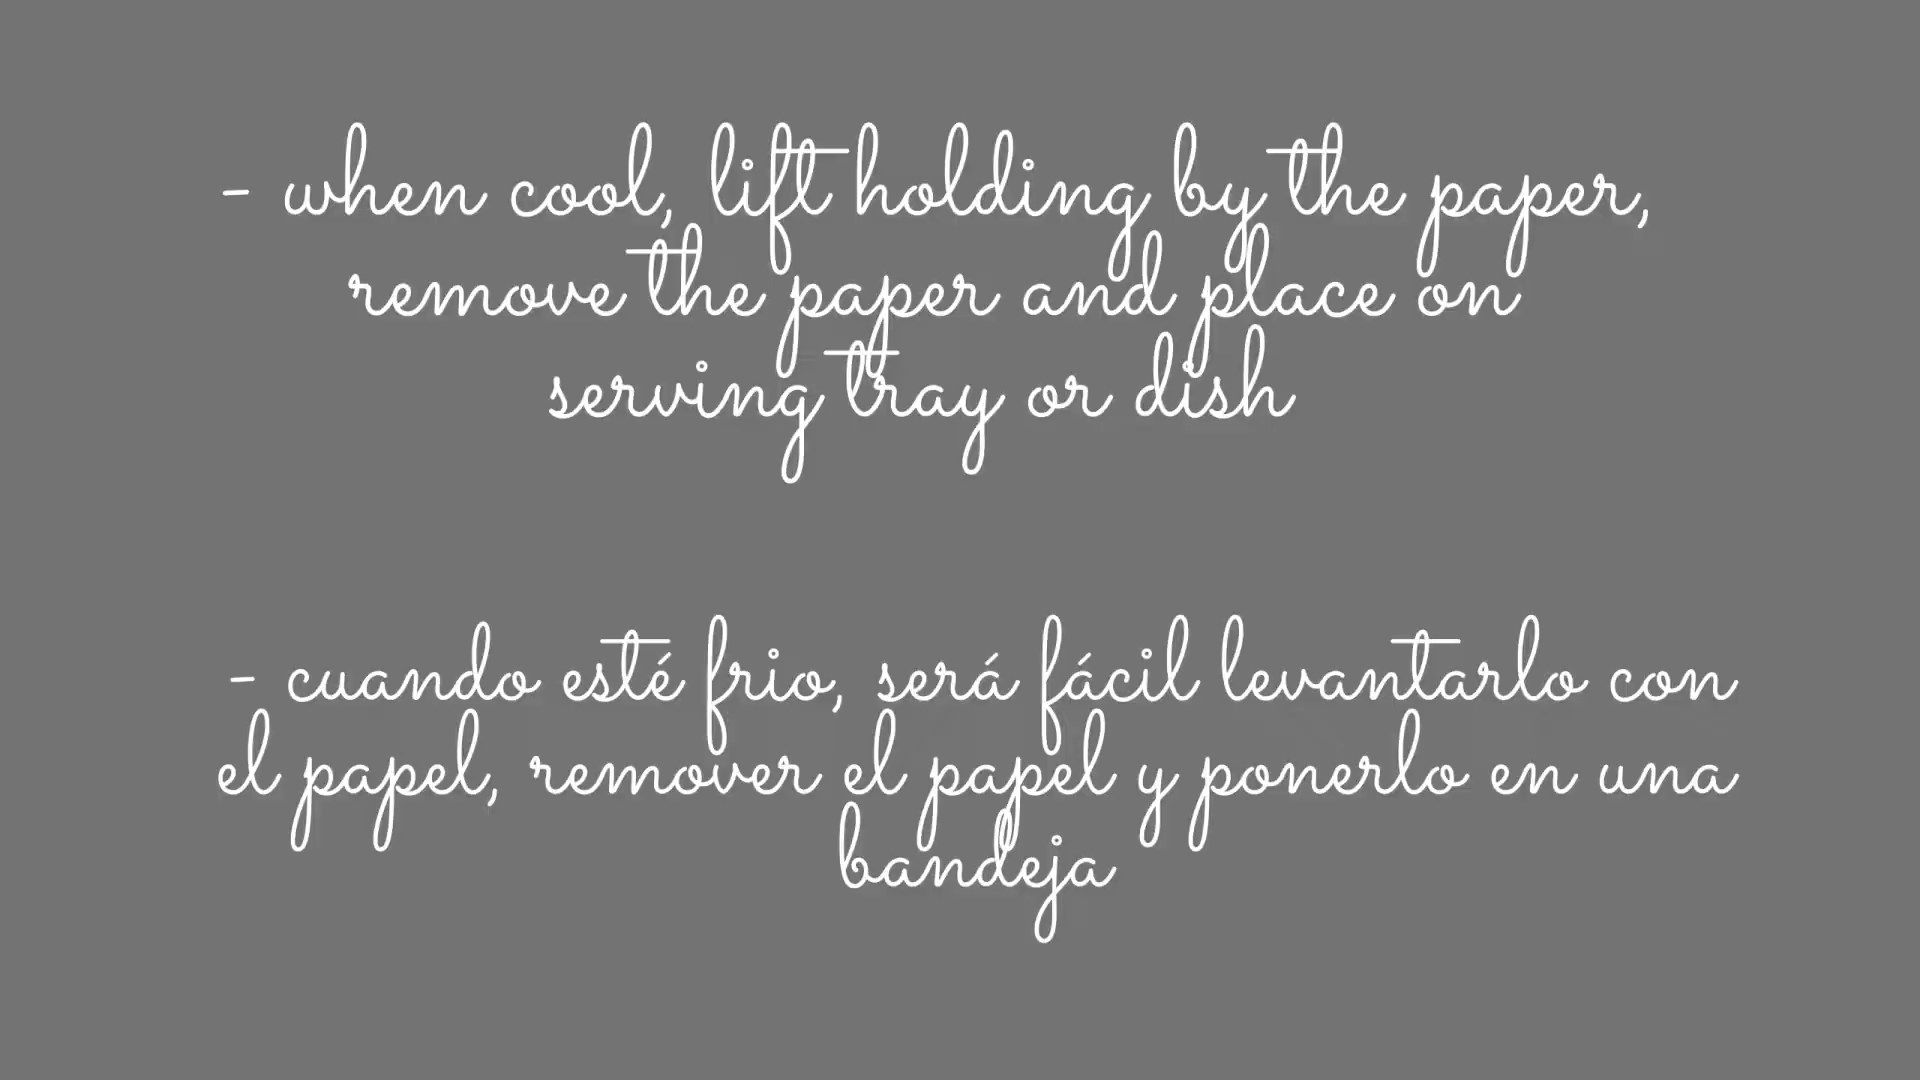 - when cool, lift holding by the paper,
remove the paper and place on
serving tray or dish
- cuando esté frio, será fácil levantarlo con
el papel, remover el papel y ponerlo en una
bandeja